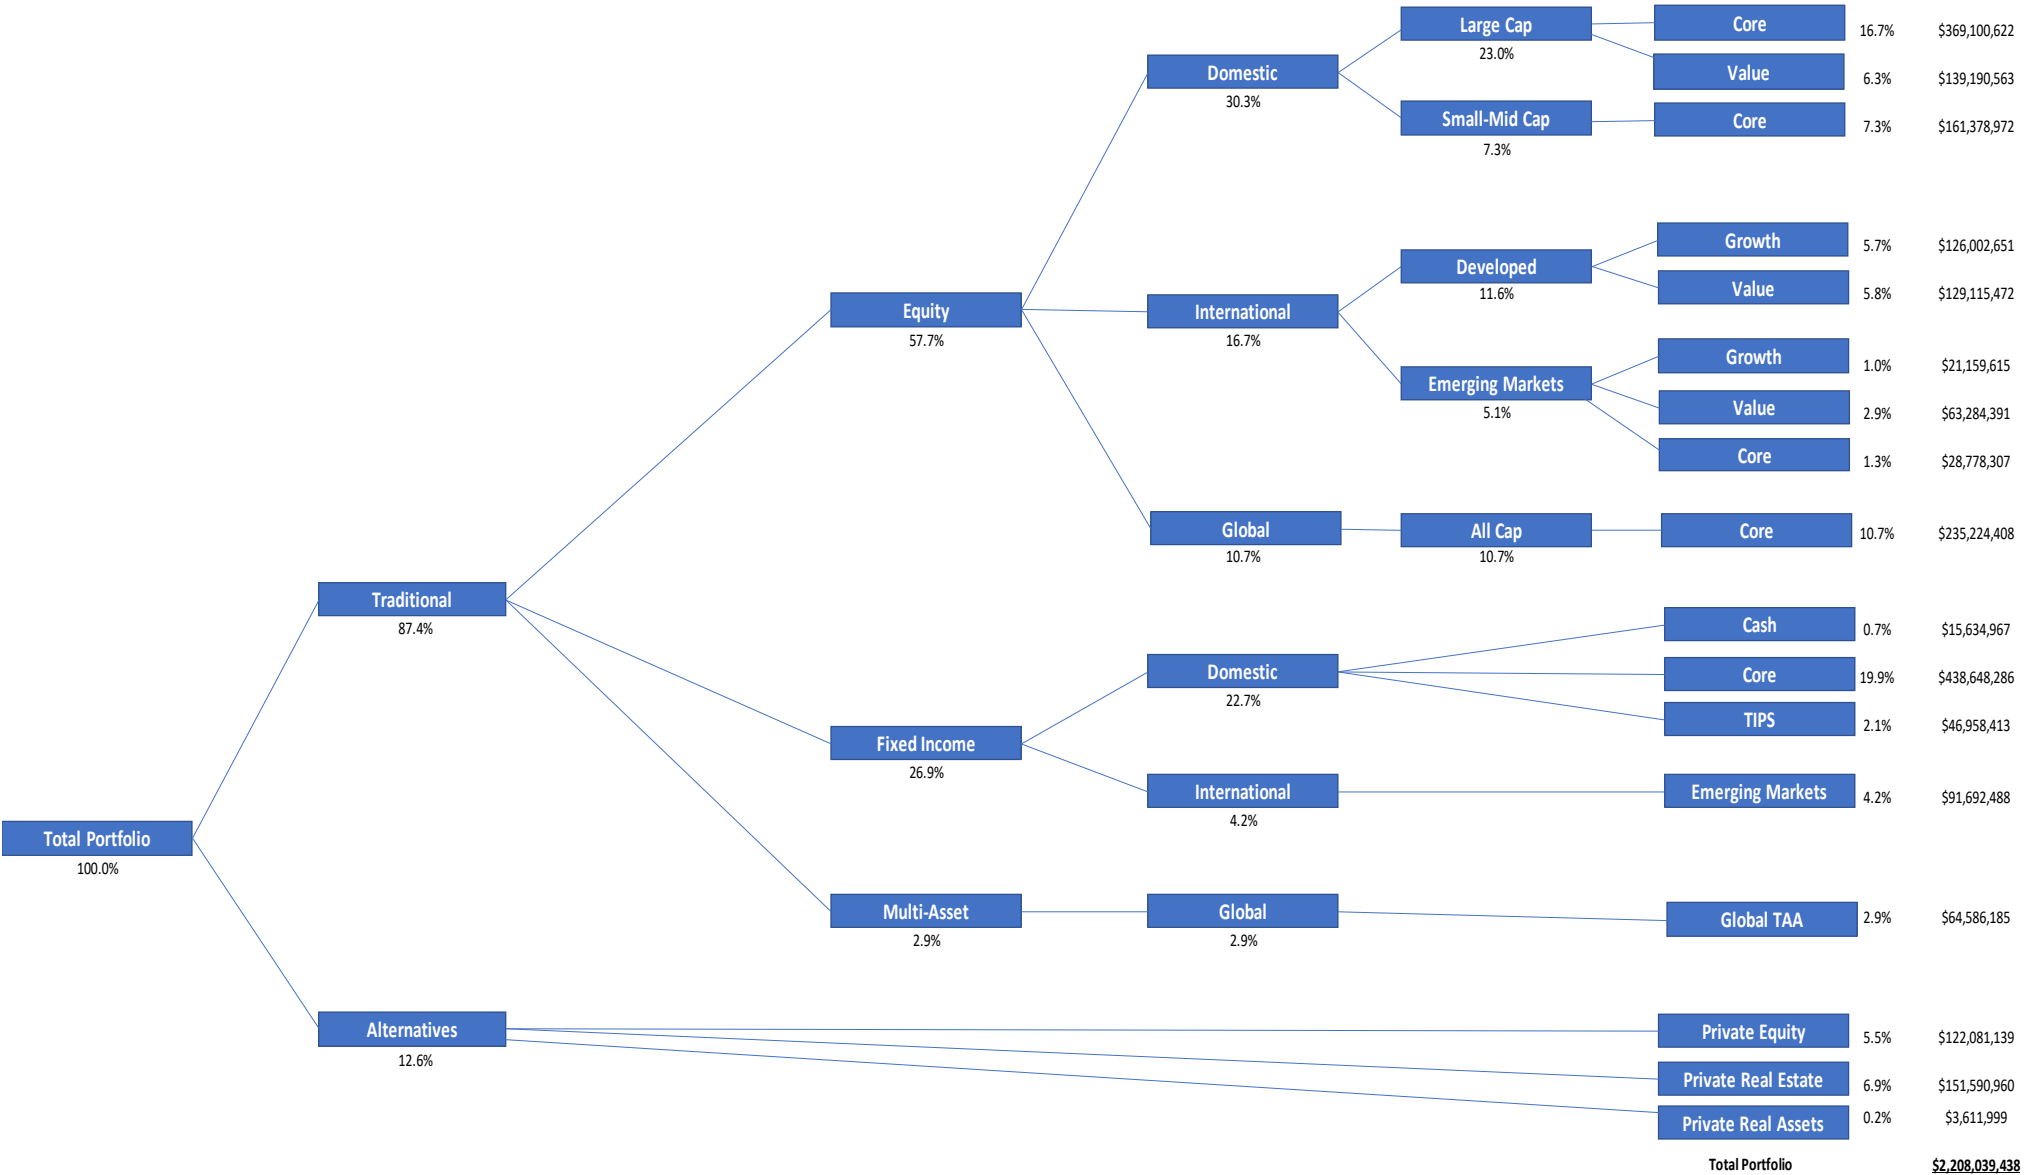 Large Cap
23.0%
Core 16.7% $369,100,622
Value 6.3% $139,190,563
Domestic
30.3%
Small-Mid Cap
7.3%
Core 7.3% $161,378,972
Growth 5.7% $126,002,651
Developed
11.6%
Value 5.8% $129,115,472
Equity
57.7%
International
16.7%
Growth 1.0% $21,159,615
Emerging Markets
5.1%
Value 2.9% $63,284,391
Core 1.3% $28,778,307
Global
10.7%
All Cap
10.7%
Core 10.7% $235,224,408
Traditional
87.4%
Cash 0.7% $15,634,967
Domestic
22.7%
Core 19.9% $438,648,286
TIPS 2.1% $46,958,413
Fixed Income
26.9%
International
4.2%
Emerging Markets 4.2% $91,692,488
Total Portfolio
100.0%
Multi-Asset
2.9%
Global
2.9%
Global TAA 2.9% $64,586,185
Alternatives
12.6%
Private Equity 5.5% $122,081,139
Private Real Estate 6.9% $151,590,960
Private Real Assets 0.2% $3,611,999
Total Portfolio $2,208,039,438